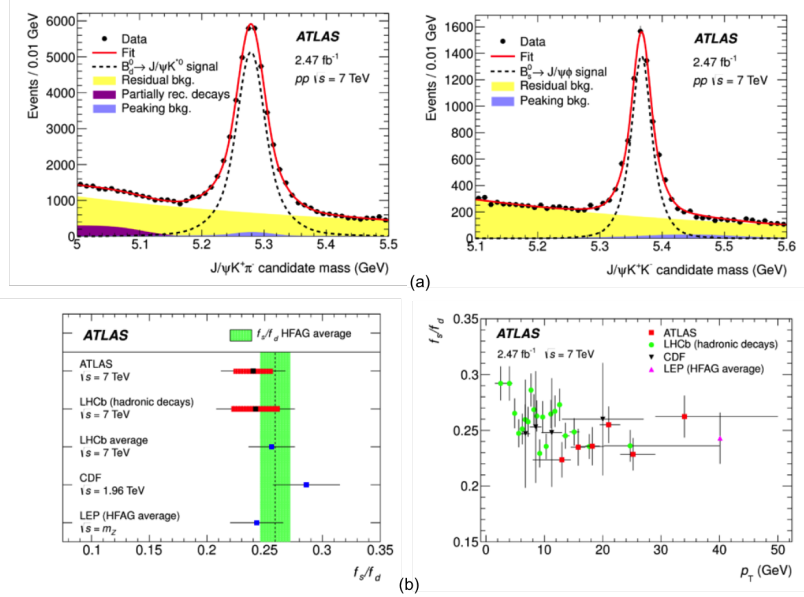 Events / 0.01 GeV
6000
5000
4000
3000
2000
1000
0
ATLAS
2.47 fb⁻¹
pp √s = 7 TeV
Data
Fit
B⁰d → J/ψK*⁰ signal
Residual bkg.
Partially rec. decays
Peaking bkg.
5 5.1 5.2 5.3 5.4 5.5
J/ψK⁺π⁻ candidate mass (GeV)
Events / 0.01 GeV
1600
1400
1200
1000
800
600
400
200
0
ATLAS
2.47 fb⁻¹
pp √s = 7 TeV
Data
Fit
B⁰s → J/ψφ signal
Residual bkg.
Peaking bkg.
5.1 5.2 5.3 5.4 5.5 5.6
J/ψK⁺K⁻ candidate mass (GeV)
(a)
ATLAS
fs/fd HFAG average
ATLAS
√s = 7 TeV
LHCb (hadronic decays)
√s = 7 TeV
LHCb average
√s = 7 TeV
CDF
√s = 1.96 TeV
LEP (HFAG average)
√s = mZ
0.1 0.15 0.2 0.25 0.3 0.35
fs/fd
fs/fd
0.35
0.3
0.25
0.2
0.15
ATLAS
2.47 fb⁻¹ √s = 7 TeV
ATLAS
LHCb (hadronic decays)
CDF
LEP (HFAG average)
0 10 20 30 40 50
pT (GeV)
(b)